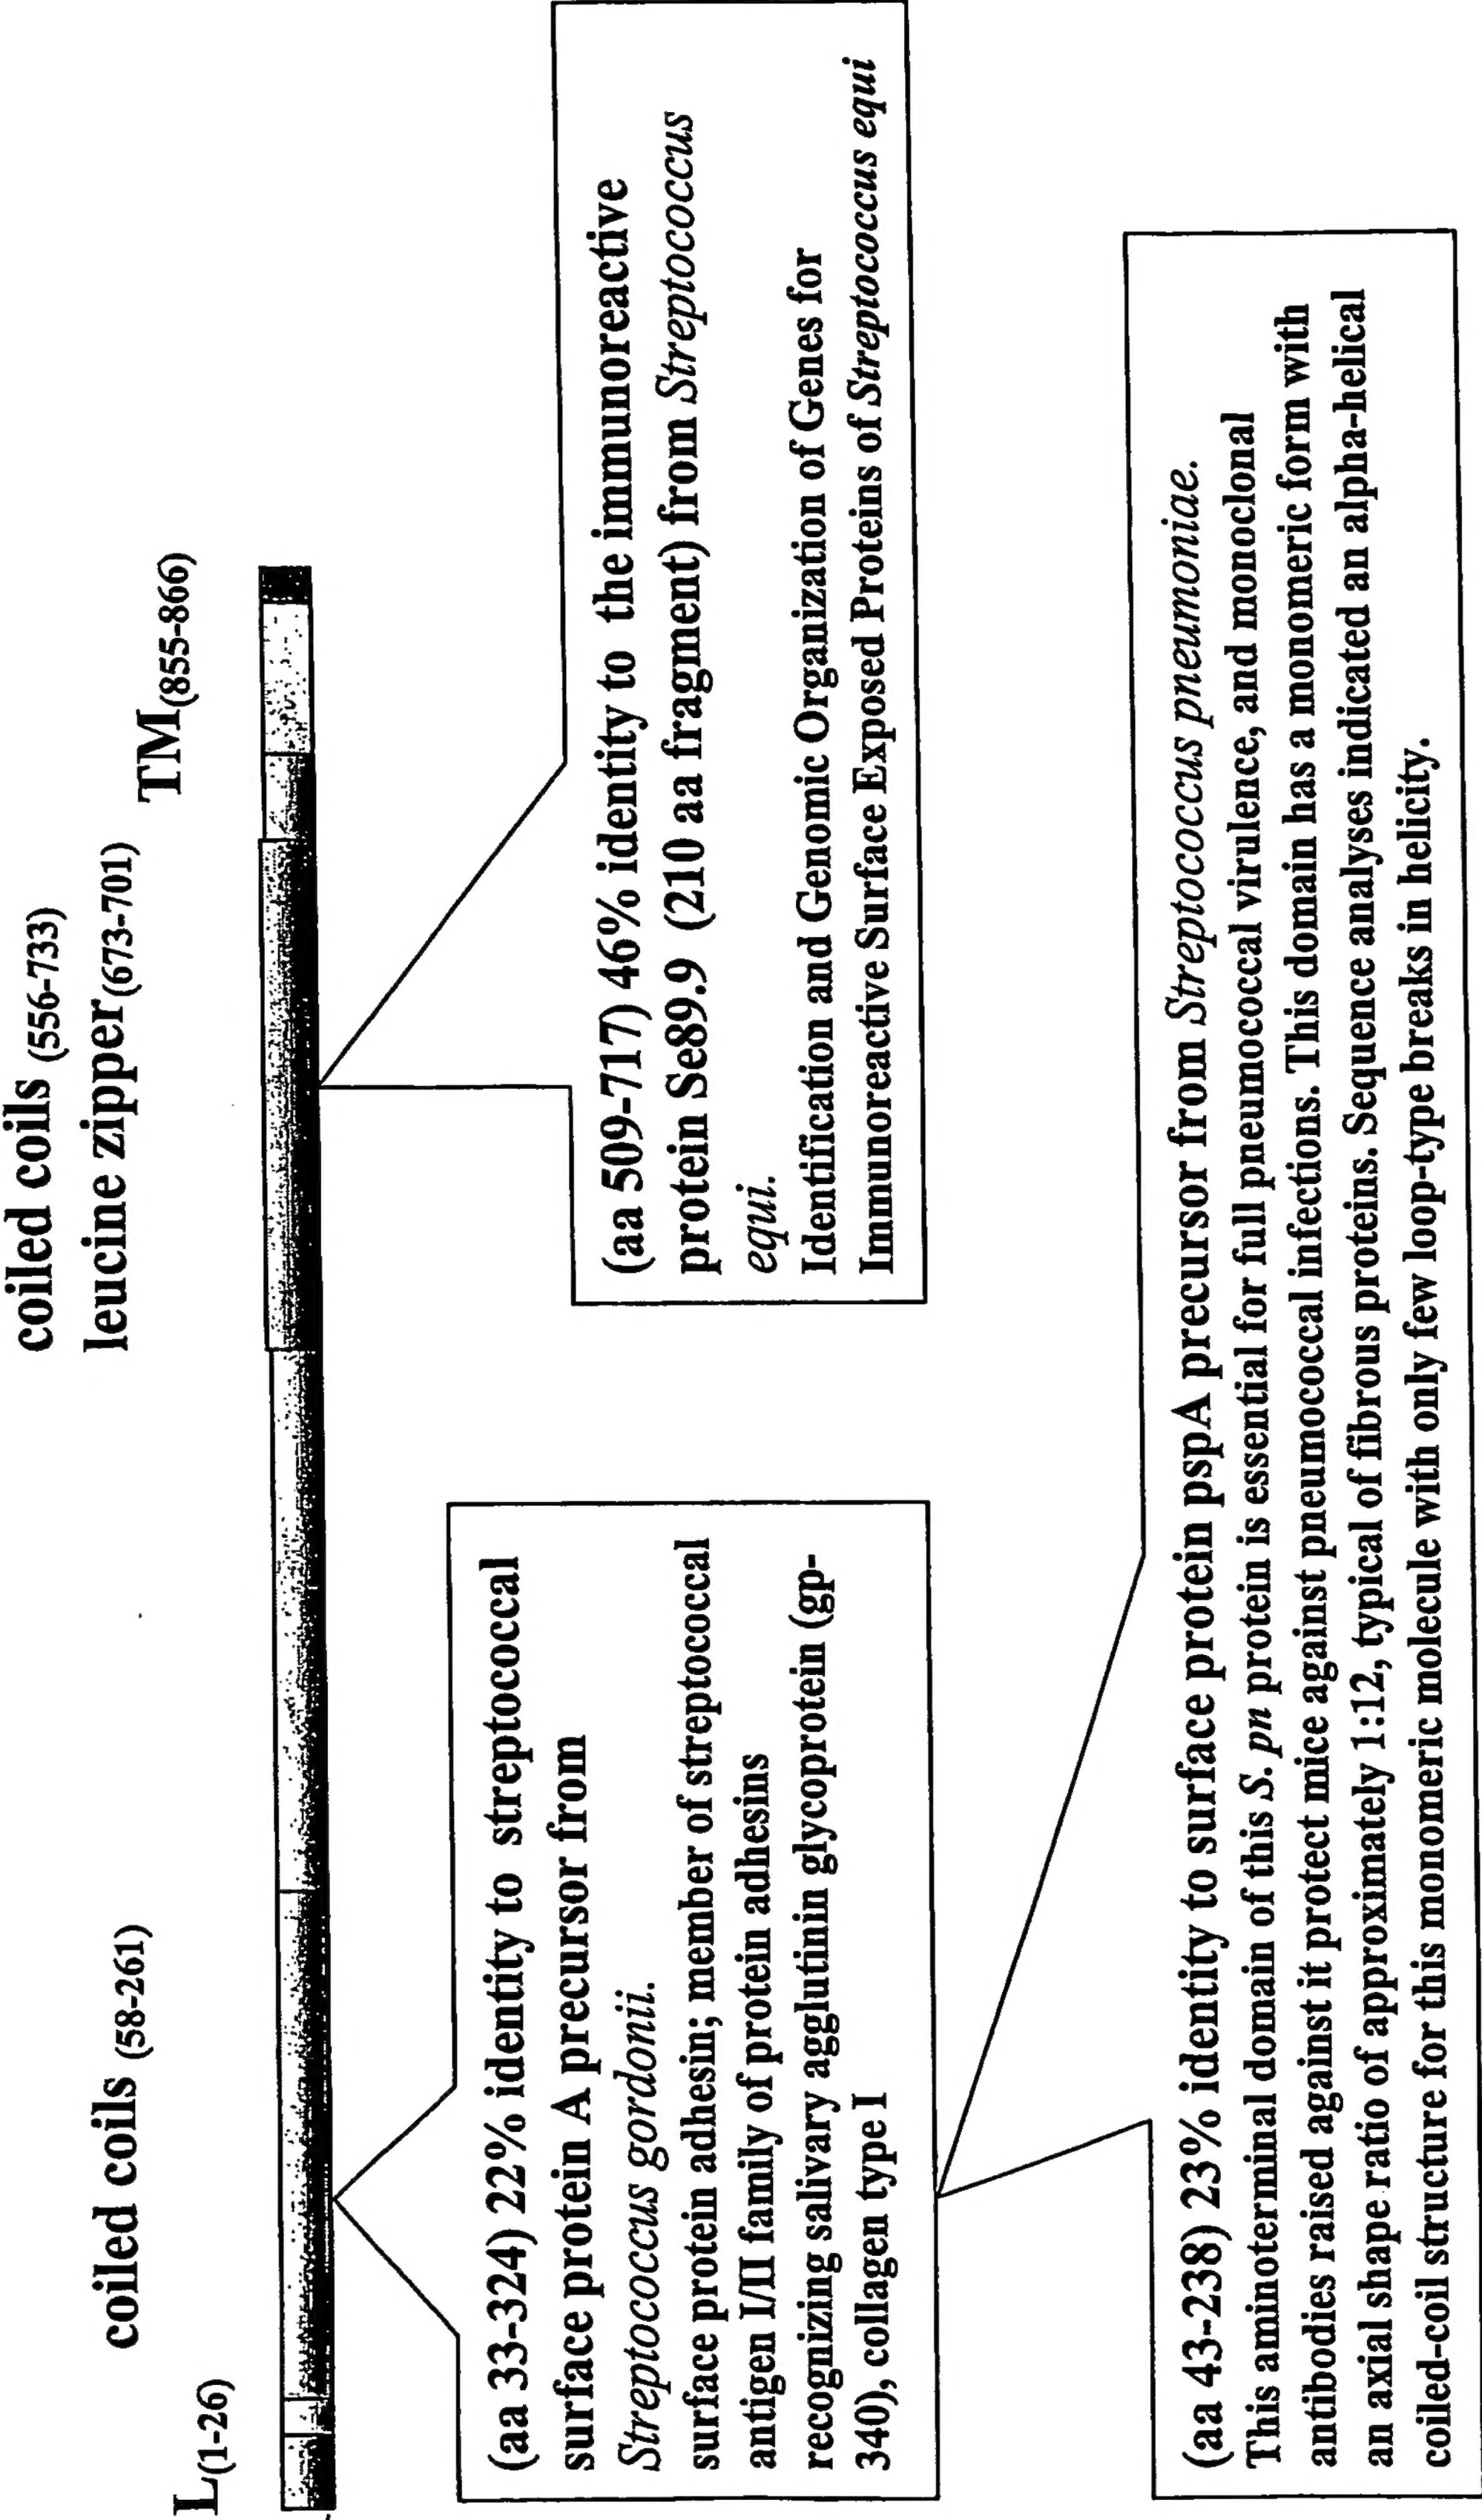 coiled coils (556-733)
leucine zipper(673-701)
coiled coils (58-261)
L(1-26)
TM(855-866)
(aa 33-324) 22% identity to streptococcal
surface protein A precursor from
Streptococcus gordonii.
surface protein adhesin; member of streptococcal
antigen I/II family of protein adhesins
recognizing salivary agglutinin glycoprotein (gp-
340), collagen type I
(aa 509-717) 46% identity to the immunoreactive
protein Se89.9 (210 aa fragment) from Streptococcus
equi.
Identification and Genomic Organization of Genes for
Immunoreactive Surface Exposed Proteins of Streptococcus equi
(aa 43-238) 23% identity to surface protein pspA precursor from Streptococcus pneumoniae.
This aminoterminal domain of this S. pn protein is essential for full pneumococcal virulence, and monoclonal
antibodies raised against it protect mice against pneumococcal infections. This domain has a monomeric form with
an axial shape ratio of approximately 1:12, typical of fibrous proteins. Sequence analyses indicated an alpha-helical
coiled-coil structure for this monomeric molecule with only few loop-type breaks in helicity.